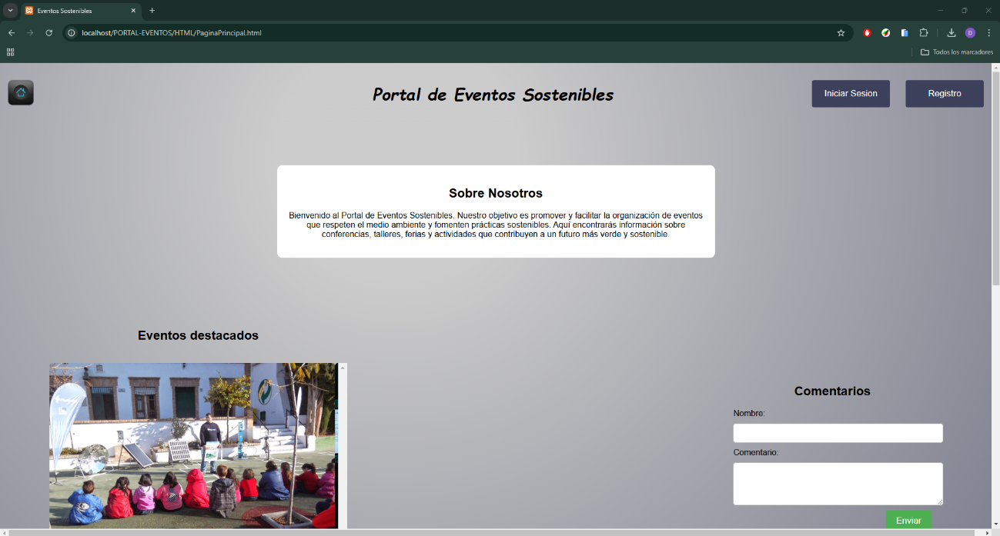 Eventos Sostenibles
localhost/PORTAL-EVENTOS/HTML/PaginaPrincipal.html
D
Todos los marcadores
Portal de Eventos Sostenibles
Iniciar Sesion
Registro
Sobre Nosotros
Bienvenido al Portal de Eventos Sostenibles. Nuestro objetivo es promover y facilitar la organización de eventos
que respeten el medio ambiente y fomenten prácticas sostenibles. Aquí encontrarás información sobre
conferencias, talleres, ferias y actividades que contribuyen a un futuro más verde y sostenible.
Eventos destacados
Comentarios
Nombre:
Comentario:
Enviar